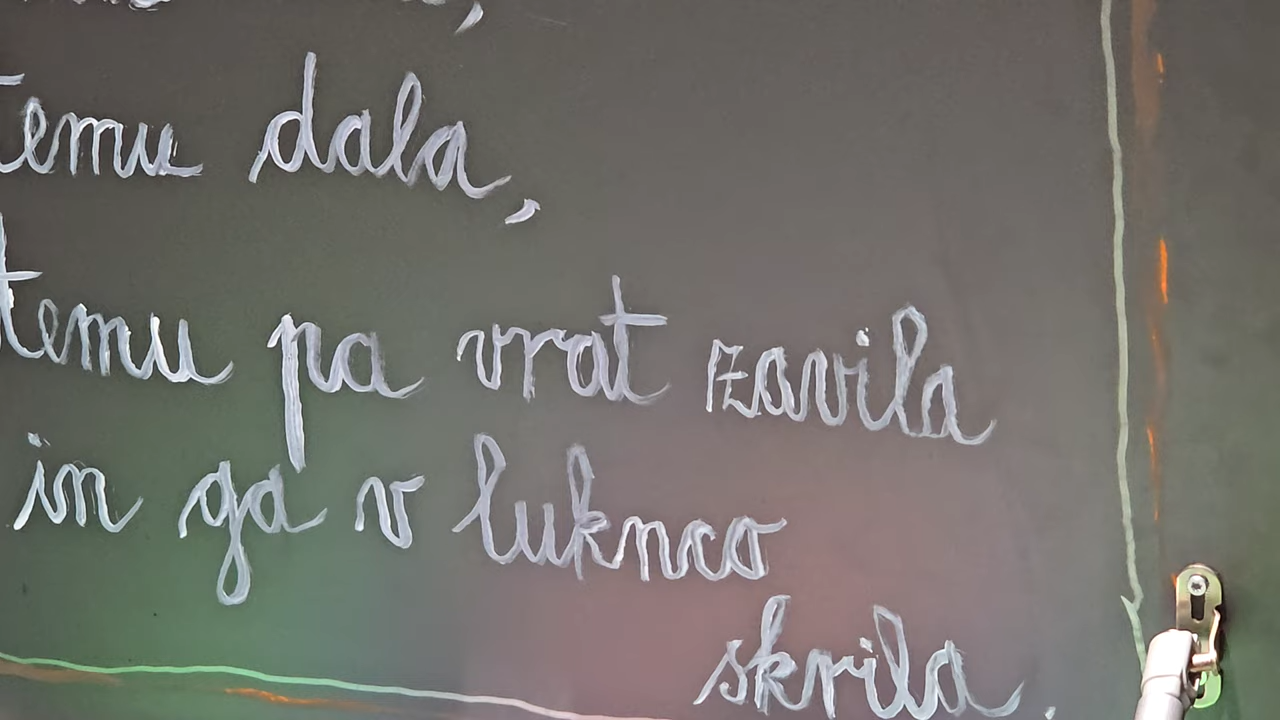 temu dala,
temu pa vrat zavila
in ga v luknco
skrila.